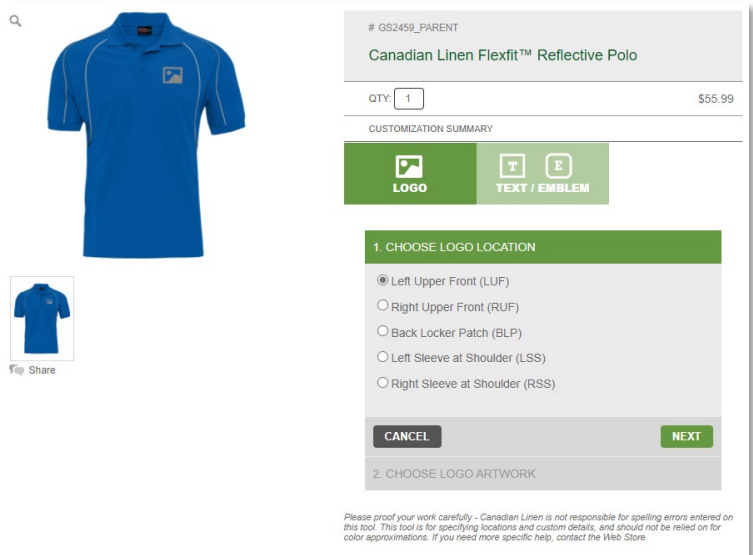 # GS2459_PARENT
Canadian Linen Flexfit™ Reflective Polo
QTY: 1 $55.99
CUSTOMIZATION SUMMARY
LOGO
T E
TEXT / EMBLEM
1. CHOOSE LOGO LOCATION
Left Upper Front (LUF)
Right Upper Front (RUF)
Back Locker Patch (BLP)
Left Sleeve at Shoulder (LSS)
Right Sleeve at Shoulder (RSS)
CANCEL NEXT
2. CHOOSE LOGO ARTWORK
Share
Please proof your work carefully - Canadian Linen is not responsible for spelling errors entered on
this tool. This tool is for specifying locations and custom details, and should not be relied on for
color approximations. If you need more specific help, contact the Web Store.